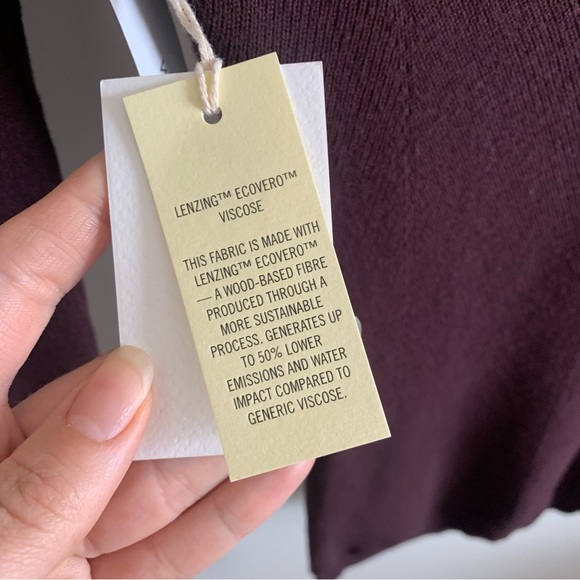 LENZING™ ECOVERO™
VISCOSE
THIS FABRIC IS MADE WITH
LENZING™ ECOVERO™
— A WOOD-BASED FIBRE
PRODUCED THROUGH A
MORE SUSTAINABLE
PROCESS. GENERATES UP
TO 50% LOWER
EMISSIONS AND WATER
IMPACT COMPARED TO
GENERIC VISCOSE.